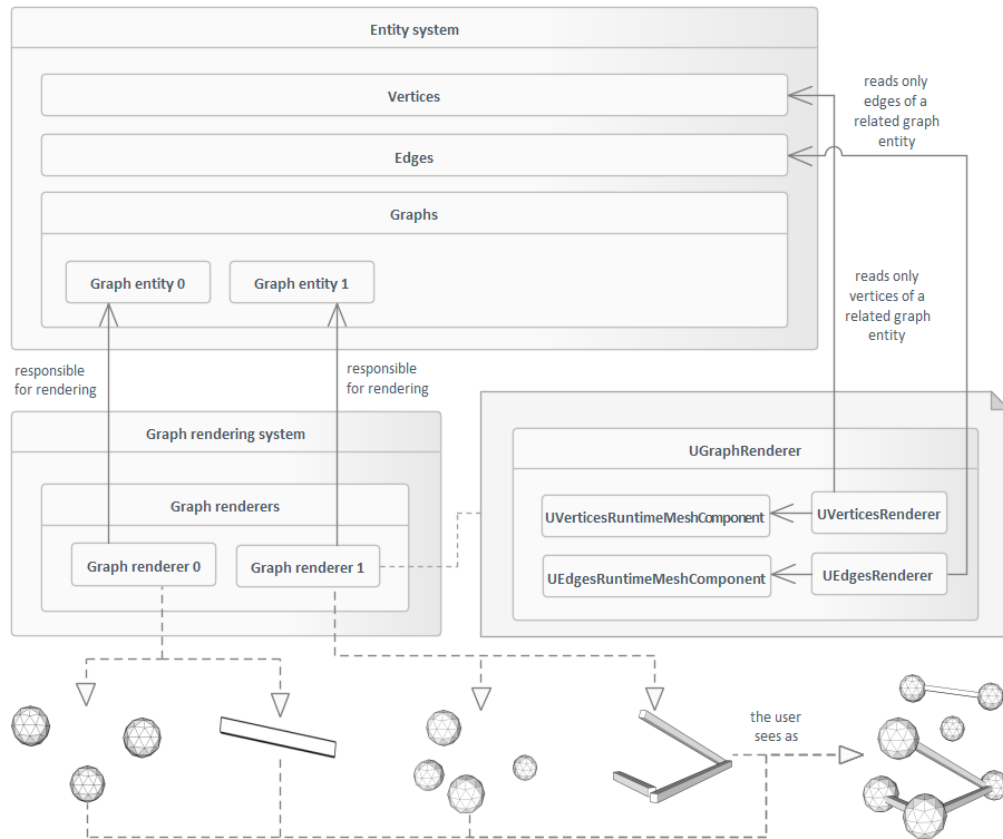 Entity system
Vertices
Edges
Graphs
Graph entity 0
Graph entity 1
reads only
edges of a
related graph
entity
reads only
vertices of a
related graph
entity
responsible
for rendering
responsible
for rendering
Graph rendering system
Graph renderers
Graph renderer 0
Graph renderer 1
UGraphRenderer
UVerticesRuntimeMeshComponent
UVerticesRenderer
UEdgesRuntimeMeshComponent
UEdgesRenderer
the user
sees as